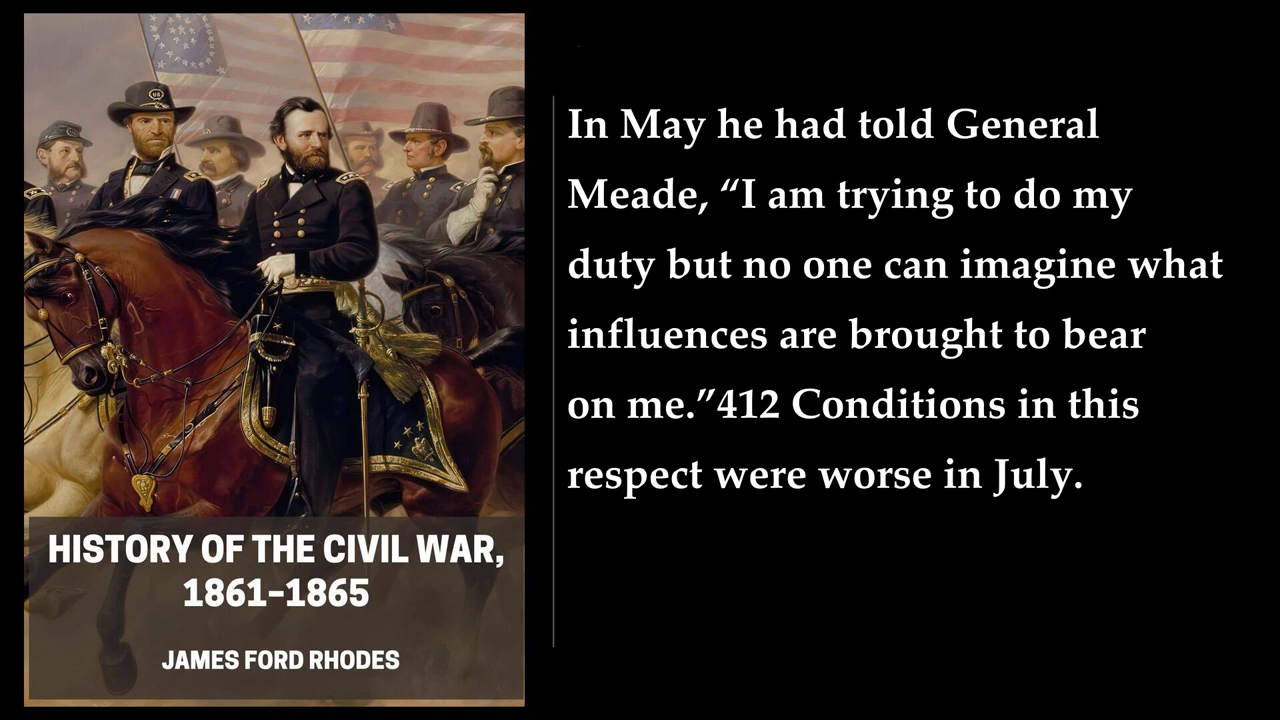 HISTORY OF THE CIVIL WAR,
1861–1865
JAMES FORD RHODES
In May he had told General
Meade, “I am trying to do my
duty but no one can imagine what
influences are brought to bear
on me.”412 Conditions in this
respect were worse in July.